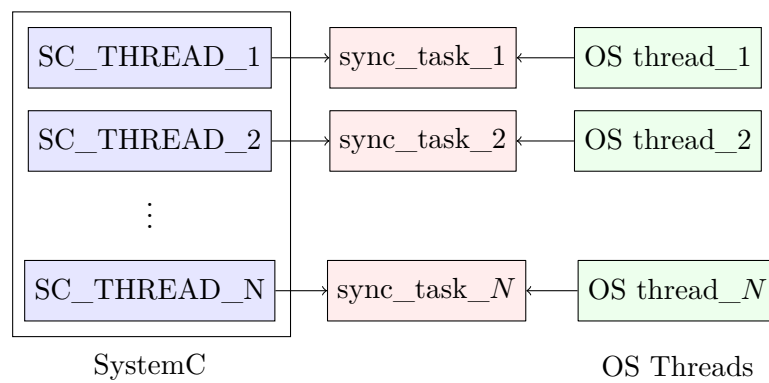 SC_THREAD_1 sync_task_1 OS thread_1
SC_THREAD_2 sync_task_2 OS thread_2
⋮
SC_THREAD_N sync_task_N OS thread_N
SystemC OS Threads